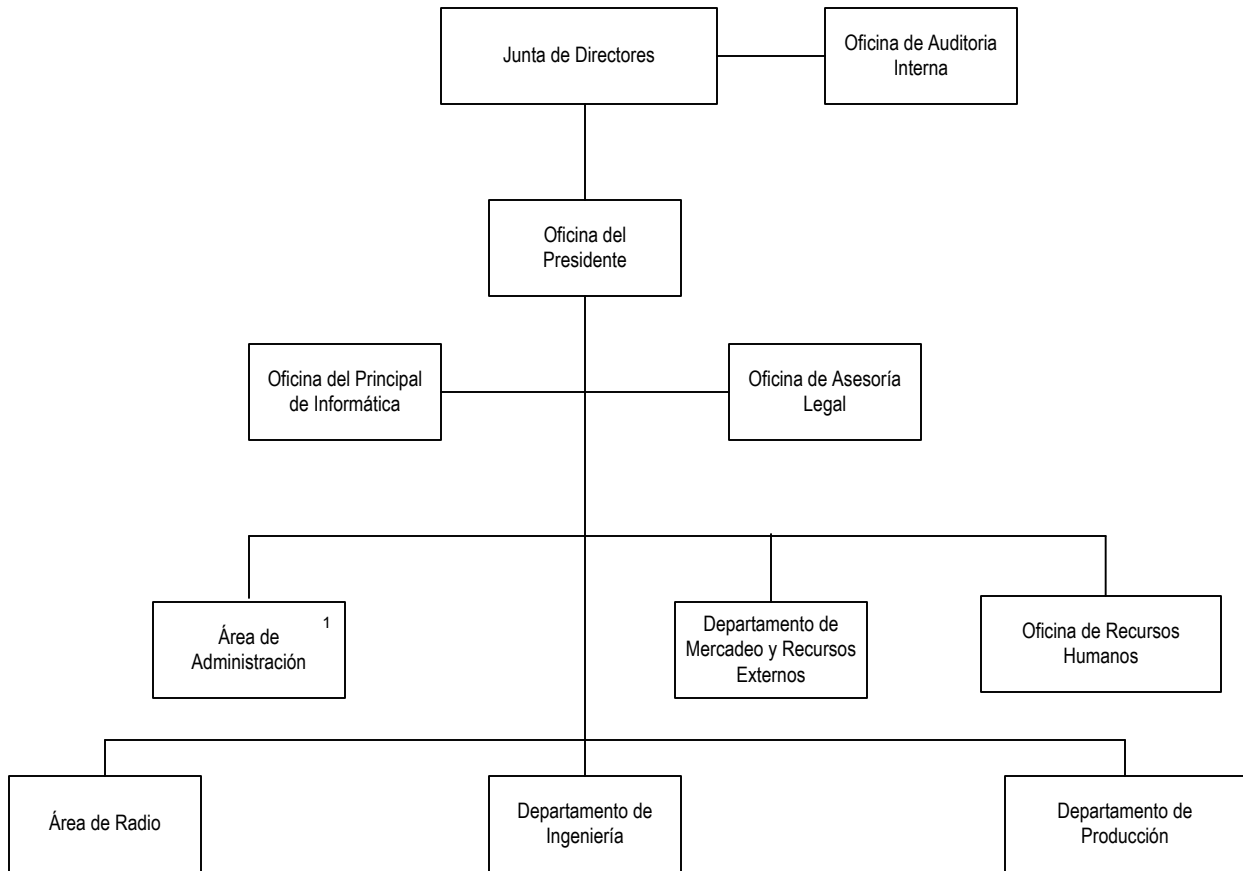 Junta de Directores
Oficina de Auditoria
Interna
Oficina del
Presidente
Oficina del Principal
de Informática
Oficina de Asesoría
Legal
Área de
Administración
1
Departamento de
Mercadeo y Recursos
Externos
Oficina de Recursos
Humanos
Área de Radio
Departamento de
Ingeniería
Departamento de
Producción